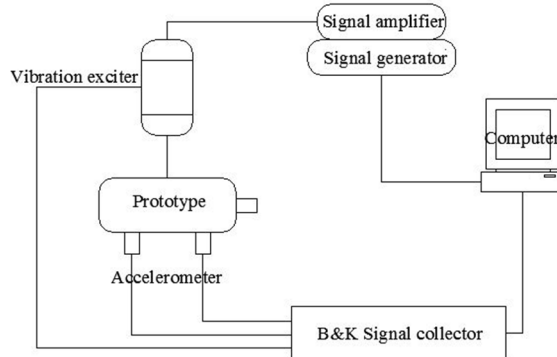 Signal amplifier
Signal generator
Vibration exciter
Computer
Prototype
Accelerometer
B&K Signal collector